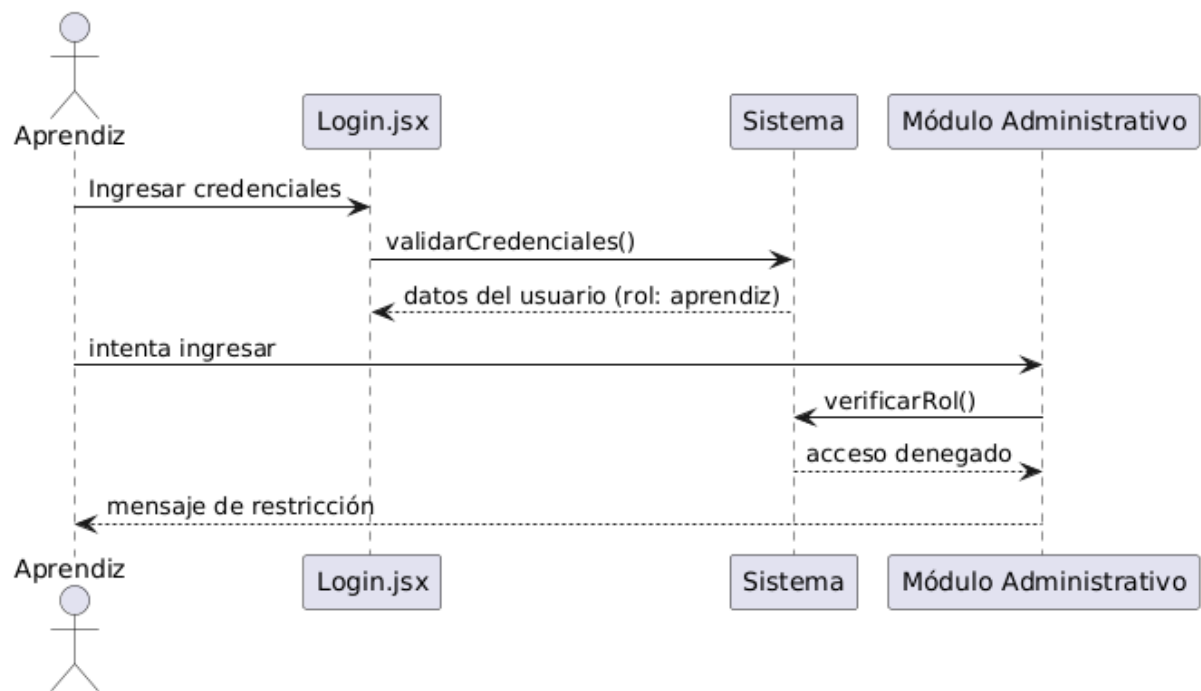 Aprendiz
Login.jsx
Sistema
Módulo Administrativo
Ingresar credenciales
validarCredenciales()
datos del usuario (rol: aprendiz)
intenta ingresar
verificarRol()
acceso denegado
mensaje de restricción
Aprendiz
Login.jsx
Sistema
Módulo Administrativo